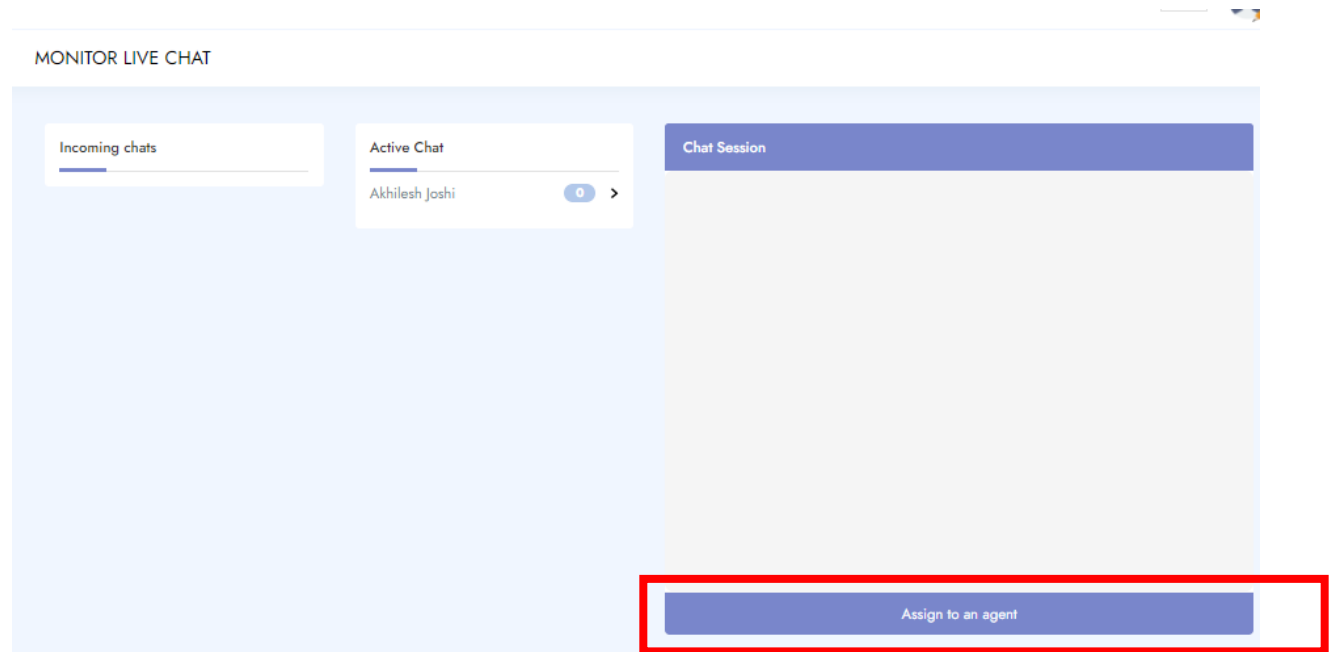 MONITOR LIVE CHAT
Incoming chats
Active Chat
Akhilesh Joshi 0
Chat Session
Assign to an agent